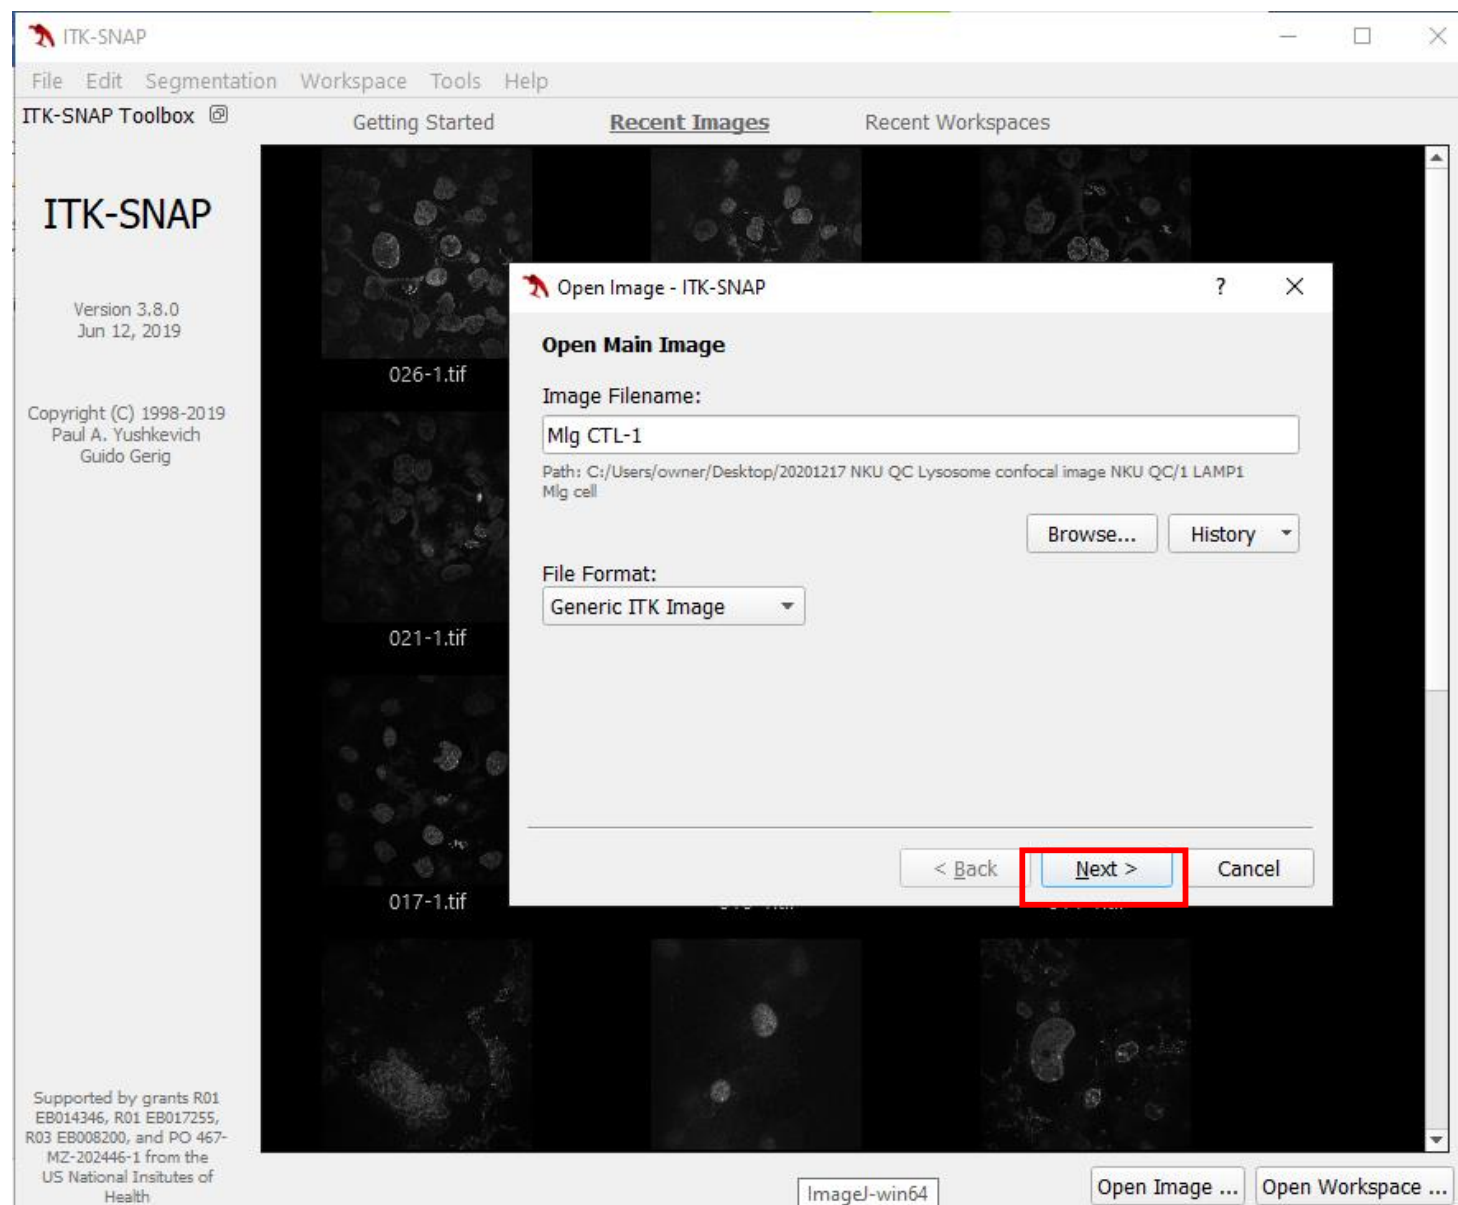 ITK-SNAP
File Edit Segmentation Workspace Tools Help
ITK-SNAP Toolbox
Getting Started Recent Images Recent Workspaces
ITK-SNAP
Version 3.8.0
Jun 12, 2019
Copyright (C) 1998-2019
Paul A. Yushkevich
Guido Gerig
Supported by grants R01
EB014346, R01 EB017255,
R03 EB008200, and PO 467-
MZ-202446-1 from the
US National Insitutes of
Health
026-1.tif
021-1.tif
017-1.tif
Open Image - ITK-SNAP
?
Open Main Image
Image Filename:
Mlg CTL-1
Path: C:/Users/owner/Desktop/20201217 NKU QC Lysosome confocal image NKU QC/1 LAMP1
Mlg cell
Browse... History
File Format:
Generic ITK Image
< Back Next > Cancel
ImageJ-win64
Open Image ... Open Workspace ...